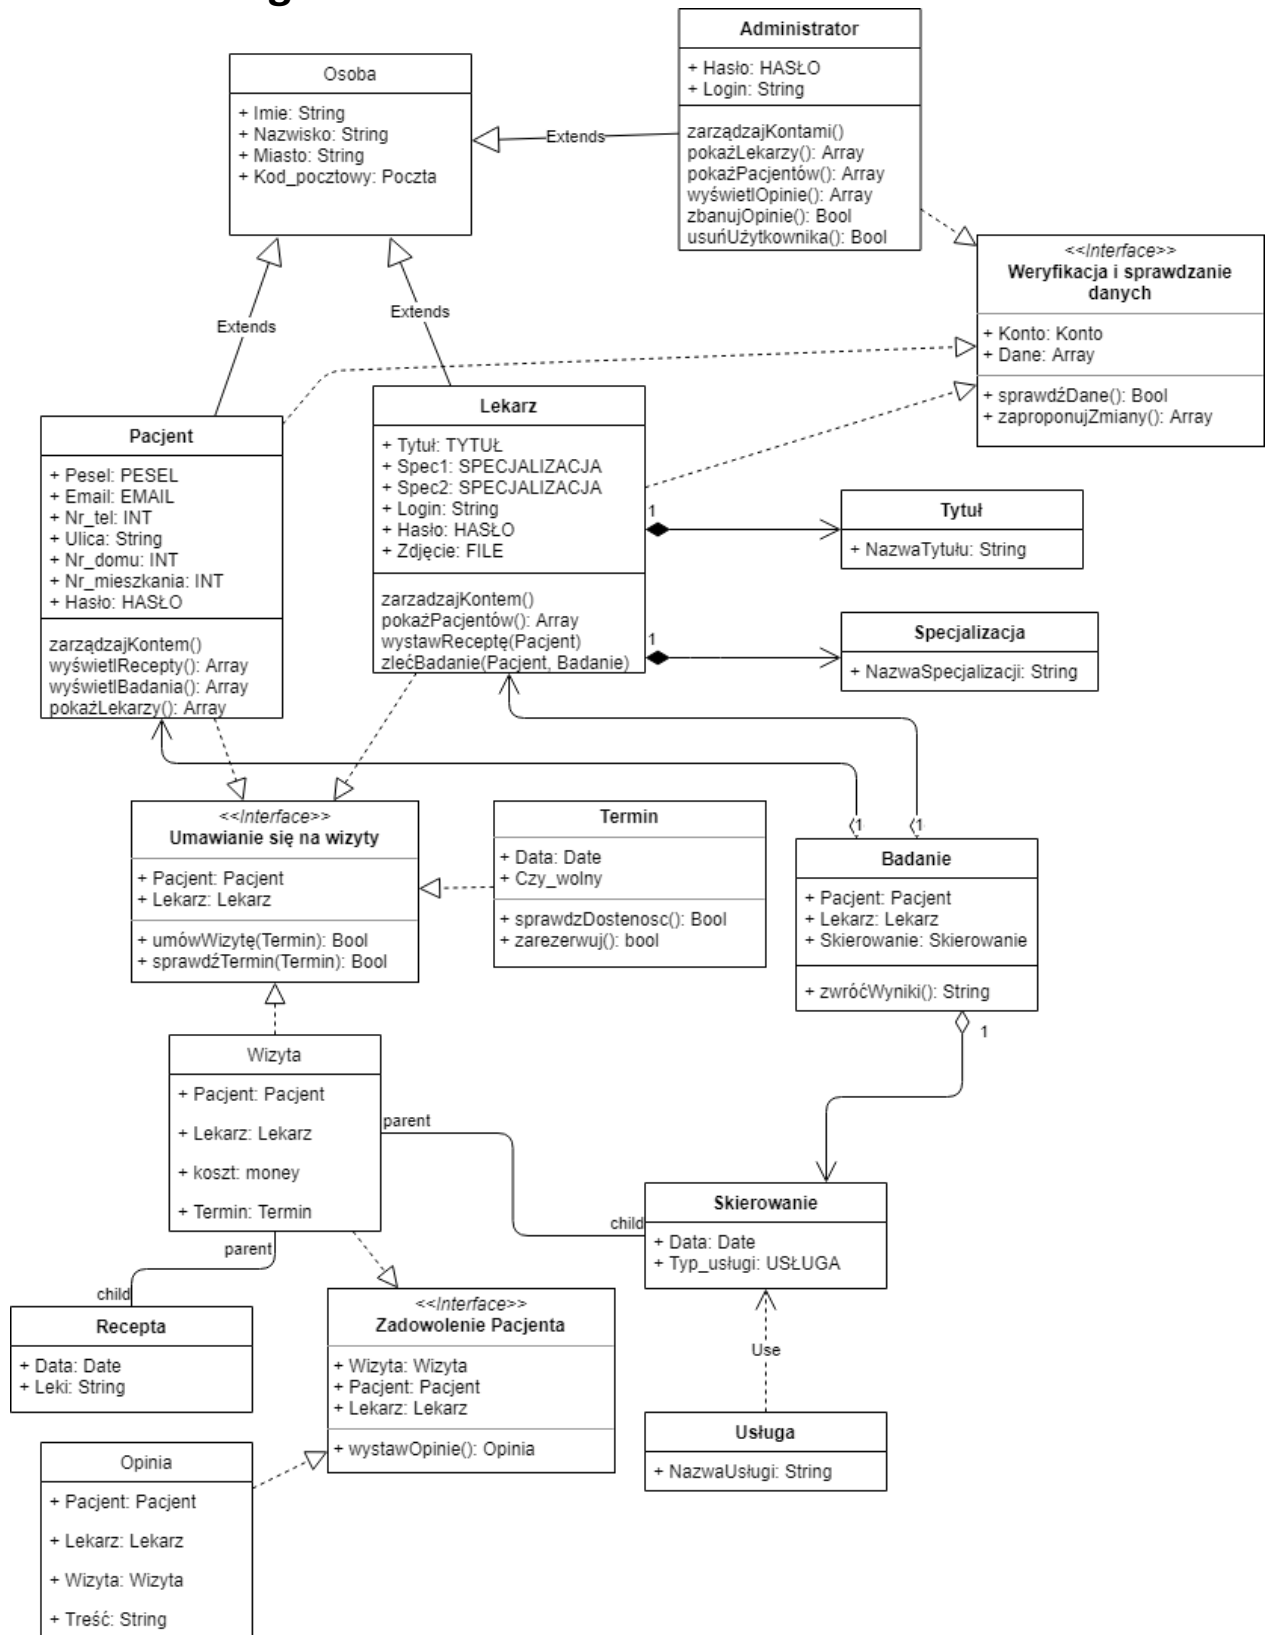 Administrator
+ Hasło: HASŁO
+ Login: String
zarządzajKontami()
pokażLekarzy(): Array
pokażPacjentów(): Array
wyświetlOpinie(): Array
zbanujOpinie(): Bool
usuńUżytkownika(): Bool
Osoba
+ Imie: String
+ Nazwisko: String
+ Miasto: String
+ Kod_pocztowy: Poczta
Extends
Extends
Extends
<<Interface>>
Weryfikacja i sprawdzanie
danych
+ Konto: Konto
+ Dane: Array
+ sprawdźDane(): Bool
+ zaproponujZmiany(): Array
Pacjent
+ Pesel: PESEL
+ Email: EMAIL
+ Nr_tel: INT
+ Ulica: String
+ Nr_domu: INT
+ Nr_mieszkania: INT
+ Hasło: HASŁO
zarządzajKontem()
wyświetlRecepty(): Array
wyświetlBadania(): Array
pokażLekarzy(): Array
Lekarz
+ Tytuł: TYTUŁ
+ Spec1: SPECJALIZACJA
+ Spec2: SPECJALIZACJA
+ Login: String
+ Hasło: HASŁO
+ Zdjęcie: FILE
zarzadzajKontem()
pokażPacjentów(): Array
wystawReceptę(Pacjent)
zlećBadanie(Pacjent, Badanie)
1
Tytuł
+ NazwaTytułu: String
1
Specjalizacja
+ NazwaSpecjalizacji: String
<<Interface>>
Umawianie się na wizyty
+ Pacjent: Pacjent
+ Lekarz: Lekarz
+ umówWizytę(Termin): Bool
+ sprawdźTermin(Termin): Bool
Termin
+ Data: Date
+ Czy_wolny
+ sprawdzDostenosc(): Bool
+ zarezerwuj(): bool
1
1
Badanie
+ Pacjent: Pacjent
+ Lekarz: Lekarz
+ Skierowanie: Skierowanie
+ zwróćWyniki(): String
1
Wizyta
+ Pacjent: Pacjent
+ Lekarz: Lekarz
+ koszt: money
+ Termin: Termin
parent
child
parent
child
Skierowanie
+ Data: Date
+ Typ_usługi: USŁUGA
Recepta
+ Data: Date
+ Leki: String
<<Interface>>
Zadowolenie Pacjenta
+ Wizyta: Wizyta
+ Pacjent: Pacjent
+ Lekarz: Lekarz
+ wystawOpinie(): Opinia
Use
Usługa
+ NazwaUsługi: String
Opinia
+ Pacjent: Pacjent
+ Lekarz: Lekarz
+ Wizyta: Wizyta
+ Treść: String